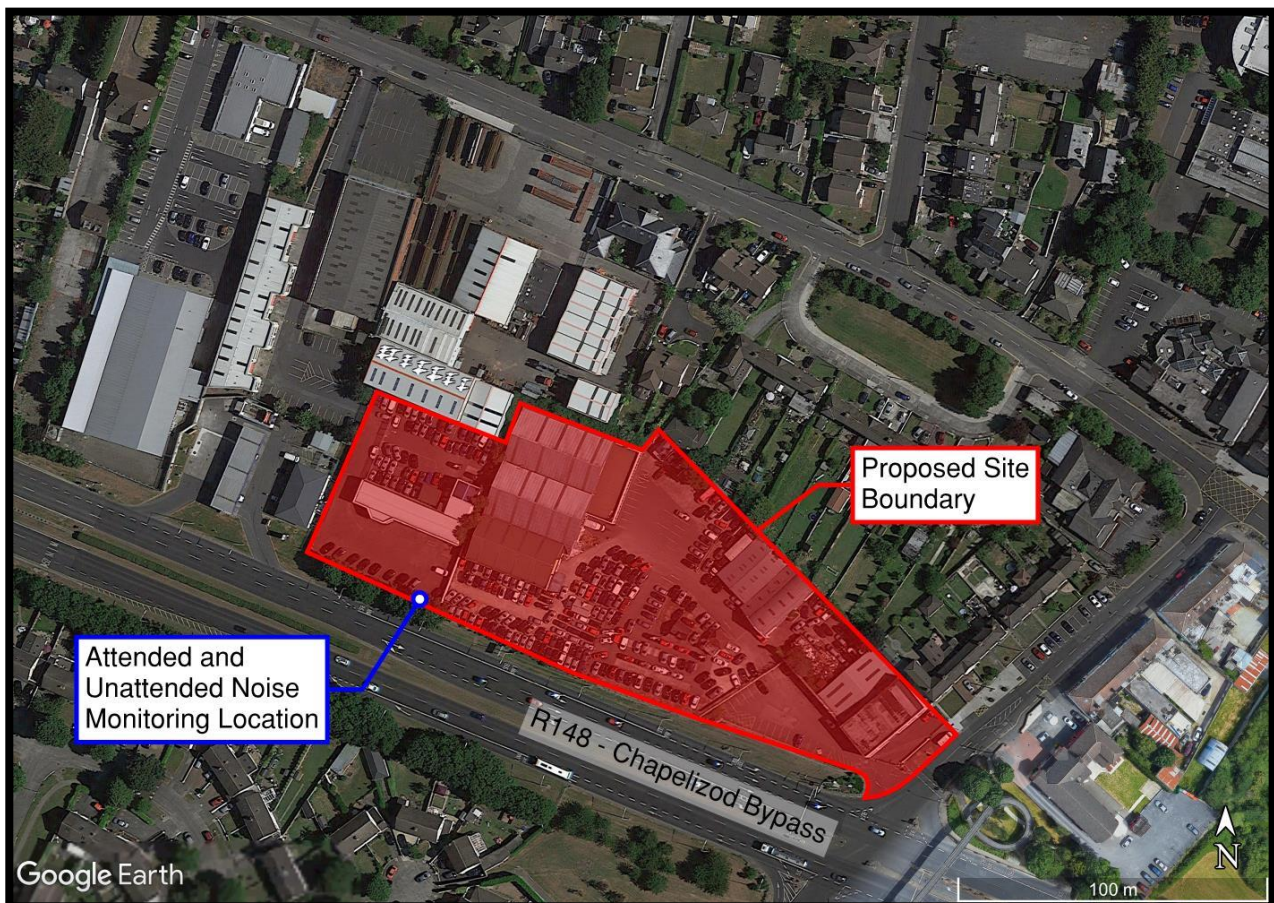 Proposed Site
Boundary
Attended and
Unattended Noise
Monitoring Location
R148 - Chapelizod Bypass
Google Earth
N
100 m